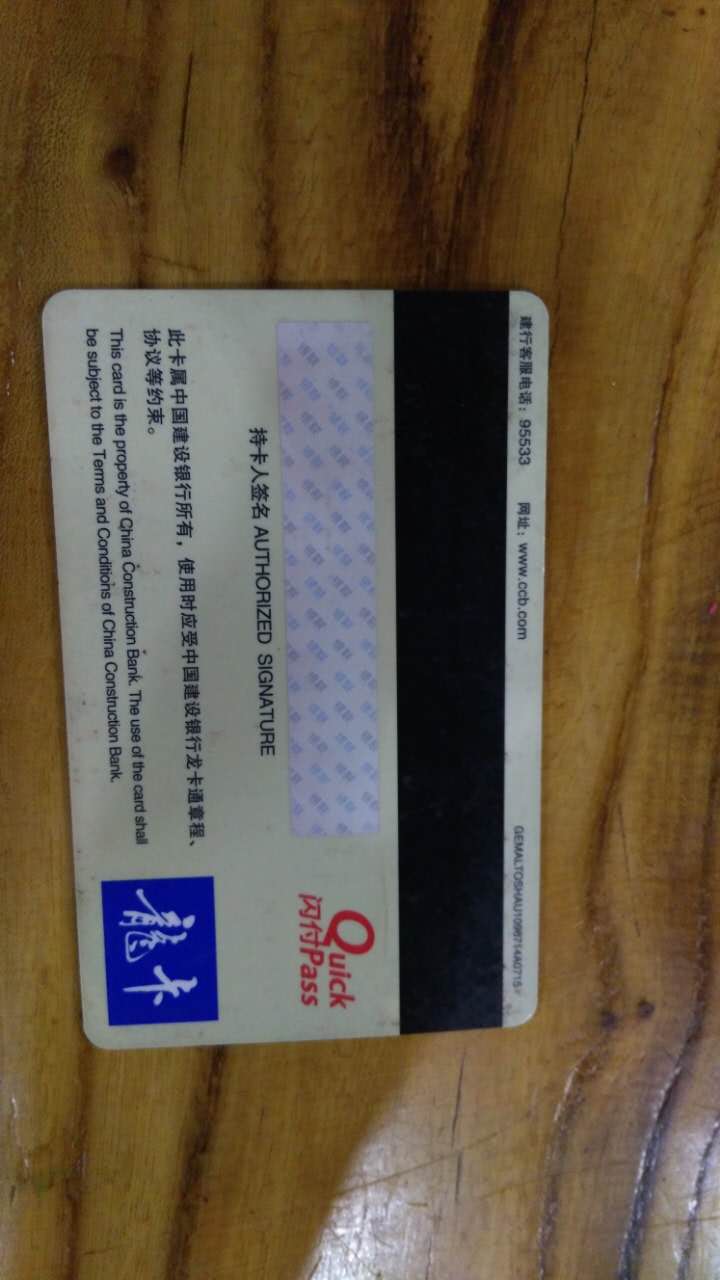 建行客服电话：95533 网址：www.ccb.com
GEMALTOSHAU1096714A0715
持卡人签名 AUTHORIZED SIGNATURE
Quick
闪付Pass
此卡属中国建设银行所有，使用时应受中国建设银行龙卡通章程、
协议等约束。
This card is the property of China Construction Bank. The use of the card shall
be subject to the Terms and Conditions of China Construction Bank.
龍卡